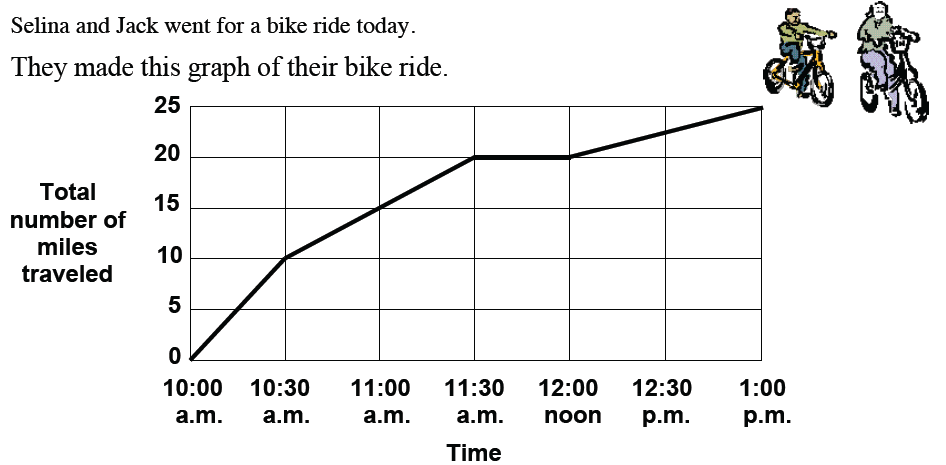 Selina and Jack went for a bike ride today.
They made this graph of their bike ride.
Total
number of
miles
traveled
25
20
15
10
5
0
10:00 10:30 11:00 11:30 12:00 12:30 1:00
a.m. a.m. a.m. a.m. noon p.m. p.m.
Time